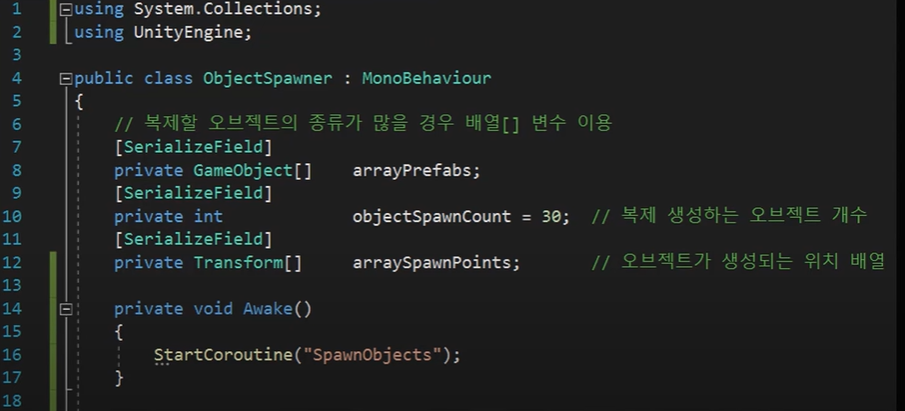 1 using System.Collections;
2 using UnityEngine;
3
4 public class ObjectSpawner : MonoBehaviour
5 {
6 // 복제할 오브젝트의 종류가 많을 경우 배열[] 변수 이용
7 [SerializeField]
8 private GameObject[] arrayPrefabs;
9 [SerializeField]
10 private int objectSpawnCount = 30; // 복제 생성하는 오브젝트 개수
11 [SerializeField]
12 private Transform[] arraySpawnPoints; // 오브젝트가 생성되는 위치 배열
13
14 private void Awake()
15 {
16 StartCoroutine("SpawnObjects");
17 }
18